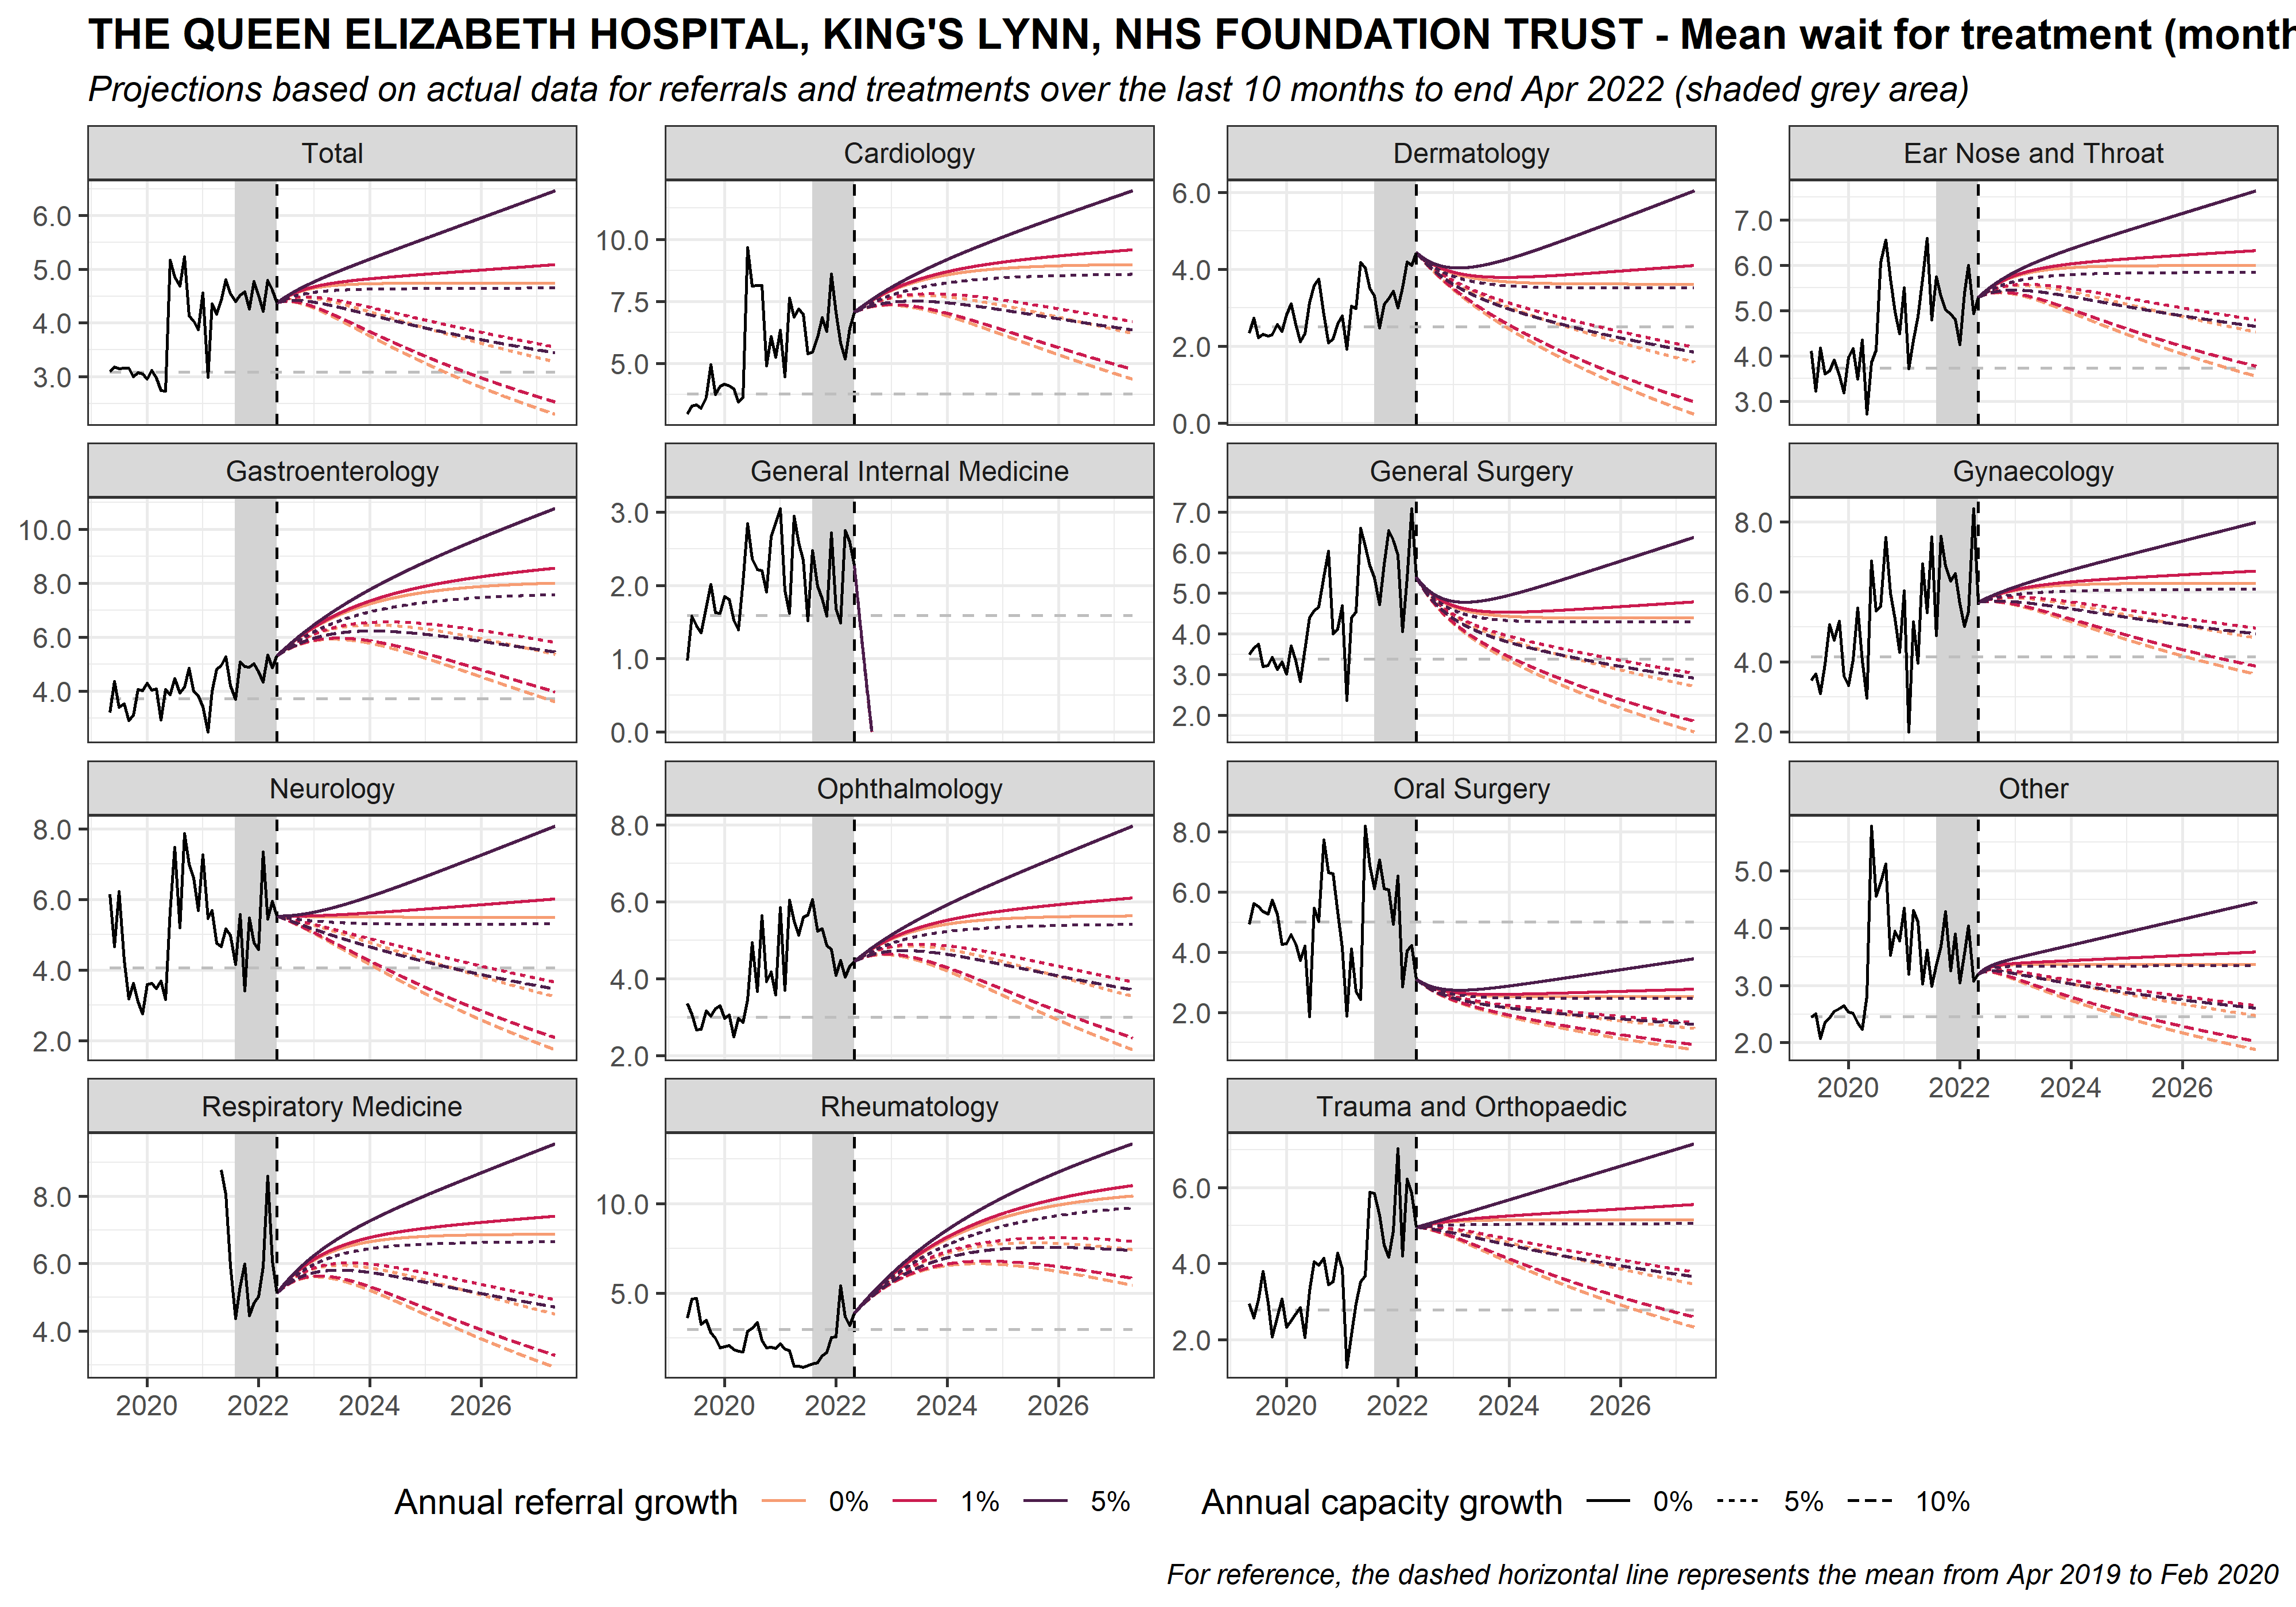 THE QUEEN ELIZABETH HOSPITAL, KING'S LYNN, NHS FOUNDATION TRUST - Mean wait for treatment (month
Projections based on actual data for referrals and treatments over the last 10 months to end Apr 2022 (shaded grey area)
Total
Cardiology
Dermatology
Ear Nose and Throat
6.0
5.0
4.0
3.0
10.0
7.5
5.0
6.0
4.0
2.0
0.0
7.0
6.0
5.0
4.0
3.0
Gastroenterology
General Internal Medicine
General Surgery
Gynaecology
10.0
8.0
6.0
4.0
3.0
2.0
1.0
0.0
7.0
6.0
5.0
4.0
3.0
2.0
8.0
6.0
4.0
2.0
Neurology
Ophthalmology
Oral Surgery
Other
8.0
6.0
4.0
2.0
8.0
6.0
4.0
2.0
8.0
6.0
4.0
2.0
5.0
4.0
3.0
2.0
2020 2022 2024 2026
Respiratory Medicine
Rheumatology
Trauma and Orthopaedic
8.0
6.0
4.0
10.0
5.0
6.0
4.0
2.0
2020 2022 2024 2026
2020 2022 2024 2026
2020 2022 2024 2026
Annual referral growth 0% 1% 5%
Annual capacity growth 0% 5% 10%
For reference, the dashed horizontal line represents the mean from Apr 2019 to Feb 2020